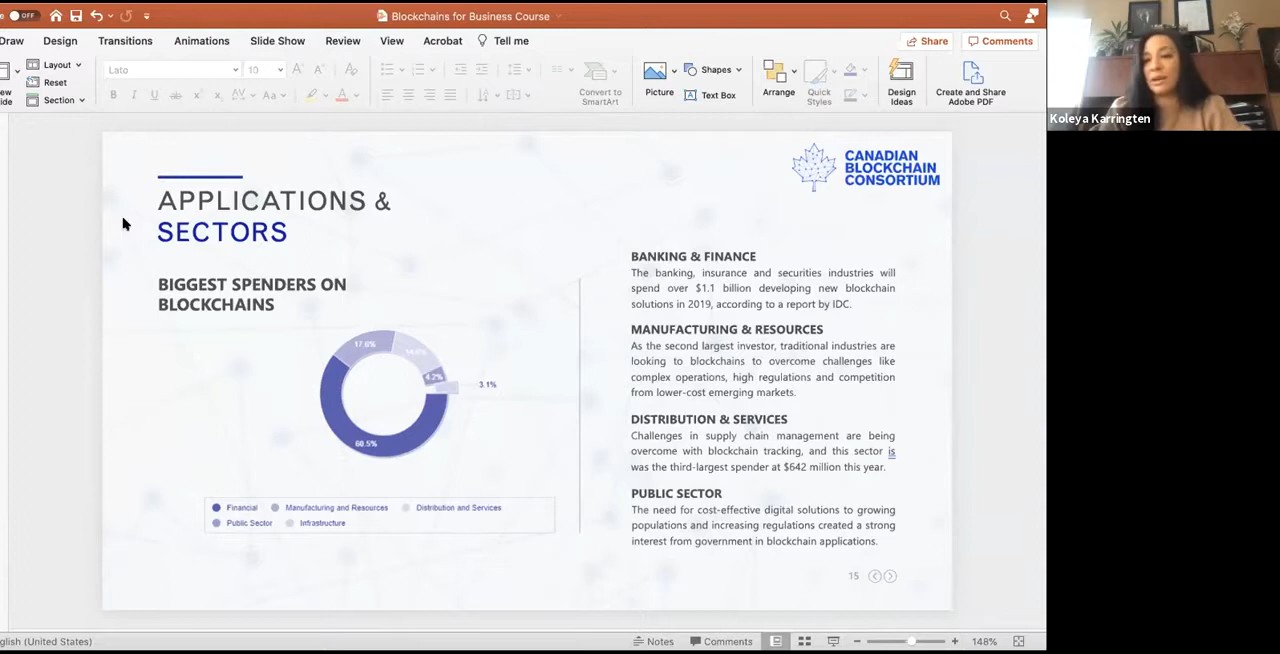 OFF
Blockchains for Business Course
Draw Design Transitions Animations Slide Show Review View Acrobat Tell me
Share Comments
Layout
Reset
Section
Lato 10
Convert to
SmartArt
Picture
Shapes
Text Box
Arrange
Quick
Styles
Design
Ideas
Create and Share
Adobe PDF
Koleya Karringten
CANADIAN
BLOCKCHAIN
CONSORTIUM
APPLICATIONS &
SECTORS
BIGGEST SPENDERS ON
BLOCKCHAINS
17.6%
4.2%
3.1%
60.5%
Financial Manufacturing and Resources Distribution and Services
Public Sector Infrastructure
BANKING & FINANCE
The banking, insurance and securities industries will
spend over $1.1 billion developing new blockchain
solutions in 2019, according to a report by IDC.
MANUFACTURING & RESOURCES
As the second largest investor, traditional industries are
looking to blockchains to overcome challenges like
complex operations, high regulations and competition
from lower-cost emerging markets.
DISTRIBUTION & SERVICES
Challenges in supply chain management are being
overcome with blockchain tracking, and this sector is
was the third-largest spender at $642 million this year.
PUBLIC SECTOR
The need for cost-effective digital solutions to growing
populations and increasing regulations created a strong
interest from government in blockchain applications.
15
glish (United States)
Notes Comments 148%